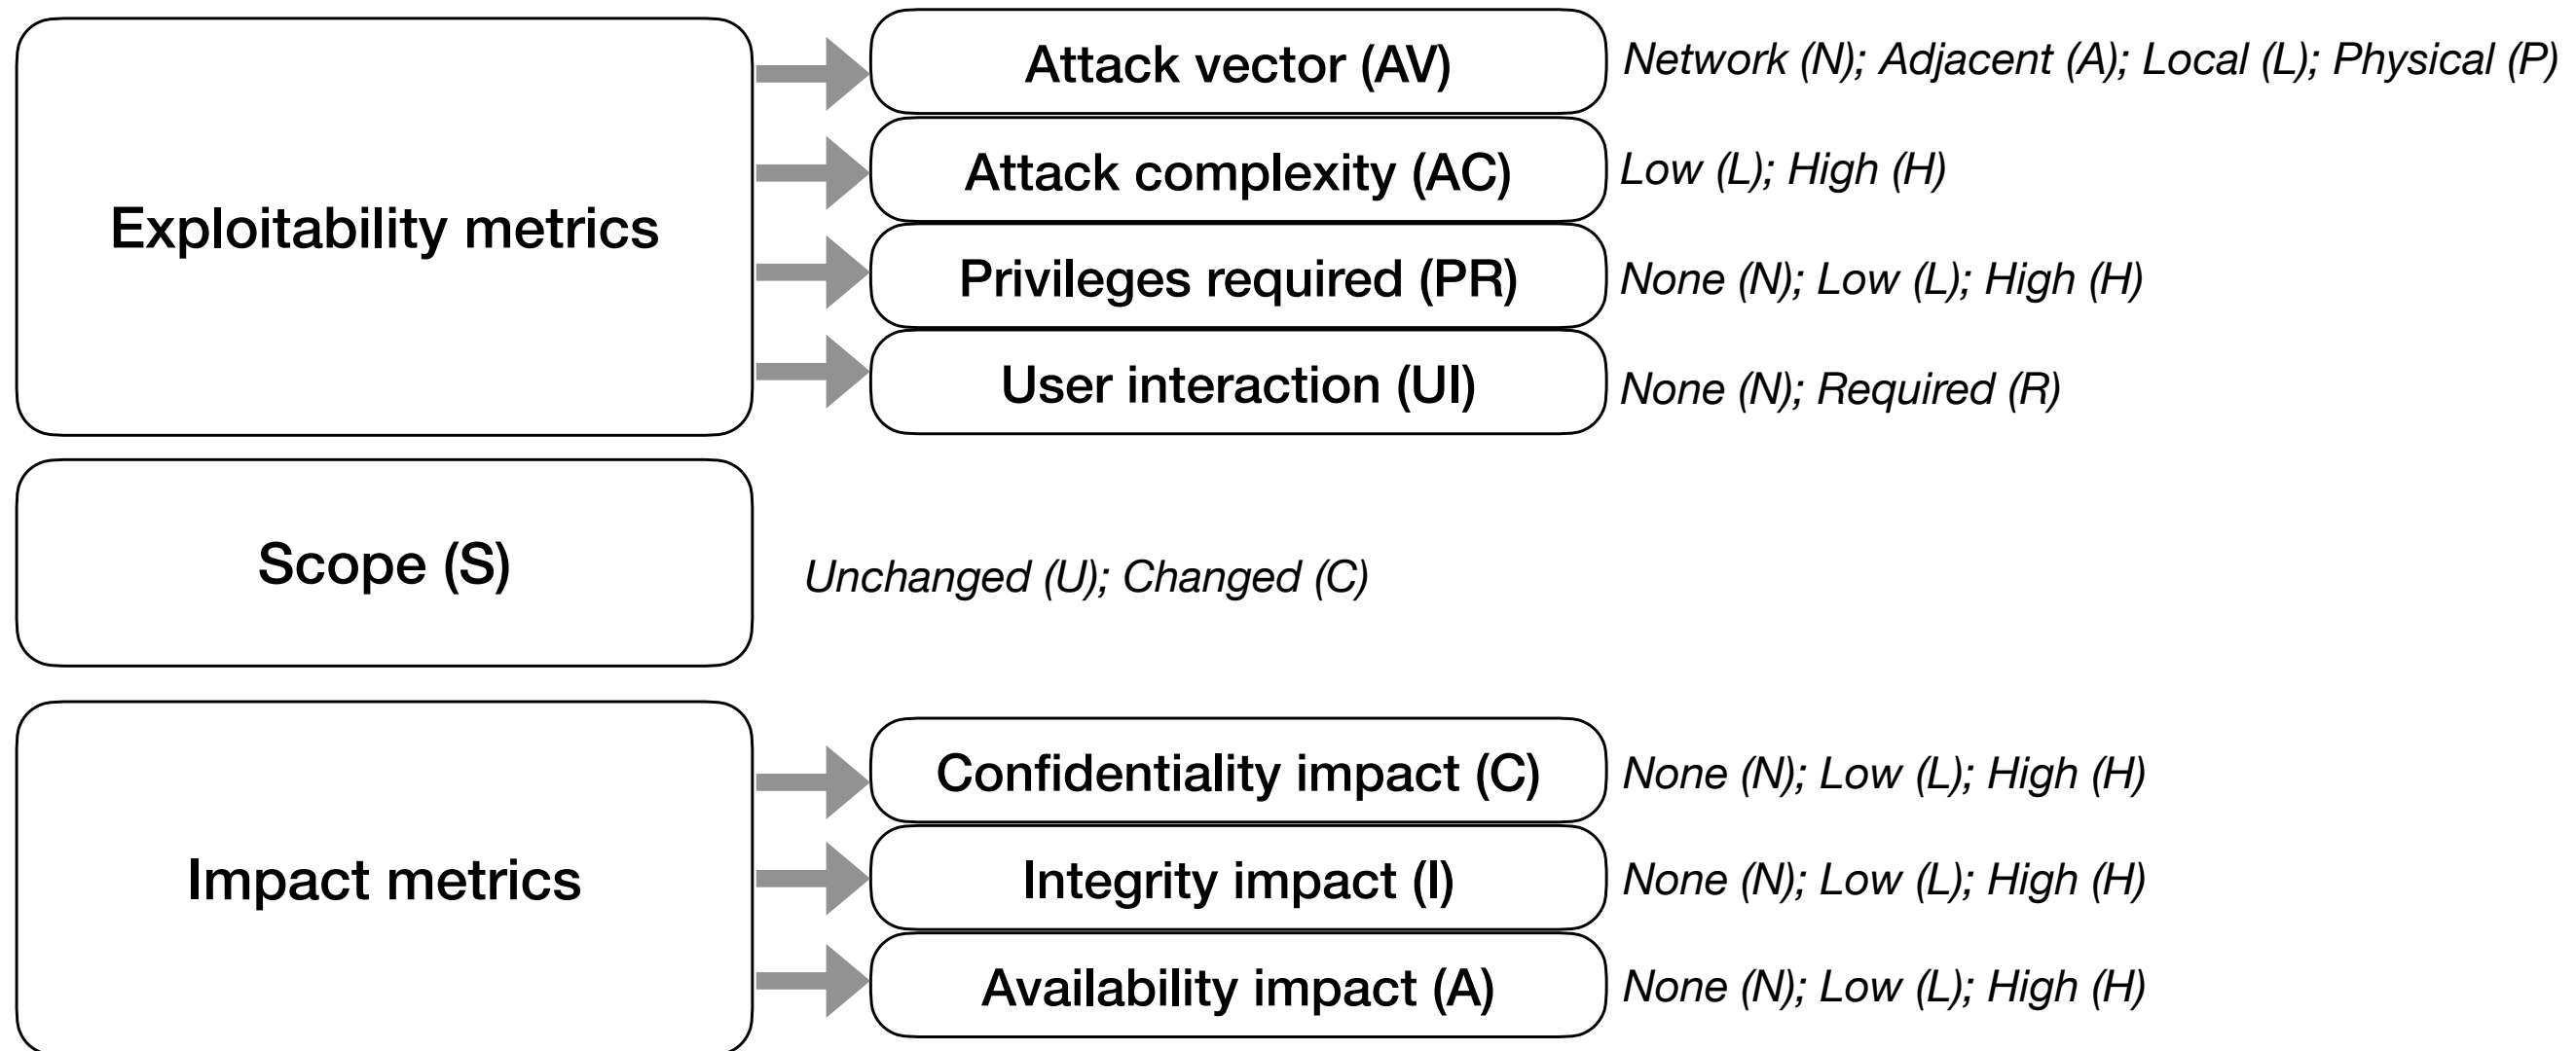 Exploitability metrics
Attack vector (AV)
Network (N); Adjacent (A); Local (L); Physical (P)
Attack complexity (AC)
Low (L); High (H)
Privileges required (PR)
None (N); Low (L); High (H)
User interaction (UI)
None (N); Required (R)
Scope (S)
Unchanged (U); Changed (C)
Impact metrics
Confidentiality impact (C)
None (N); Low (L); High (H)
Integrity impact (I)
None (N); Low (L); High (H)
Availability impact (A)
None (N); Low (L); High (H)